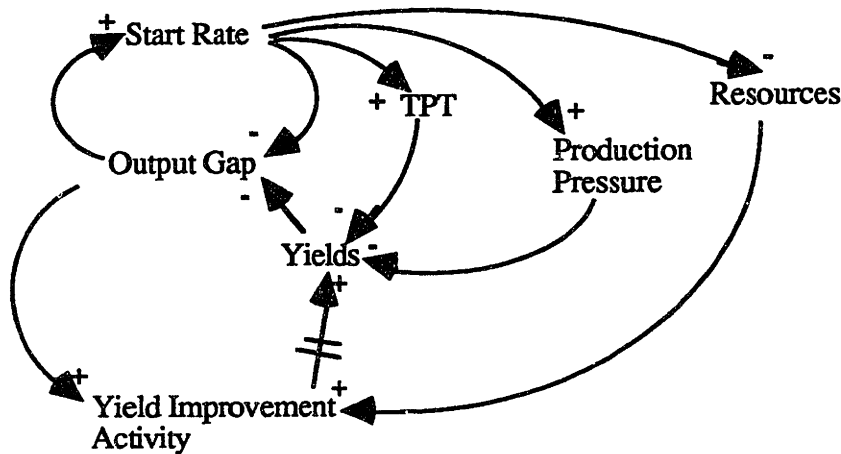 + Start Rate
-
Resources
+ TPT
+
-
Output Gap
Production
Pressure
-
-
Yields -
+
+
+
Yield Improvement
Activity